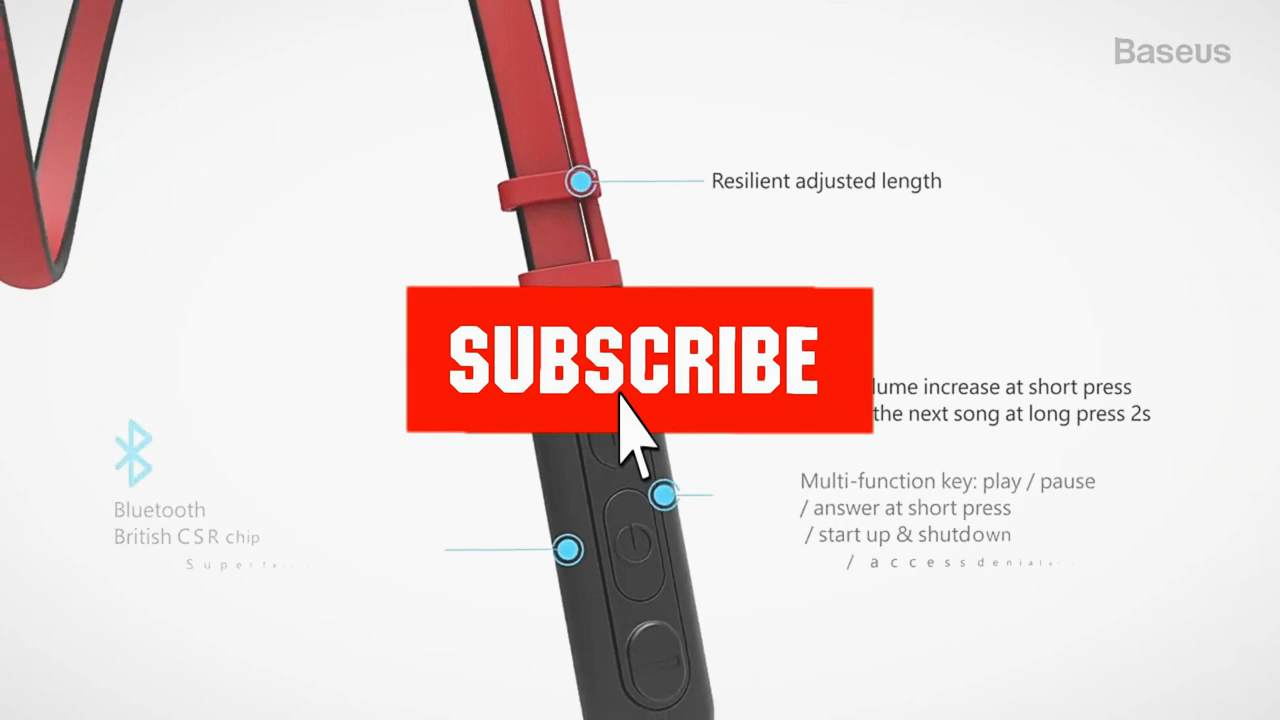 Baseus
Resilient adjusted length
SUBSCRIBE
increase at short press
the next song at long press 2s
Multi-function key: play / pause
/ answer at short press
/ start up & shutdown
/ access
Bluetooth
British CSR chip